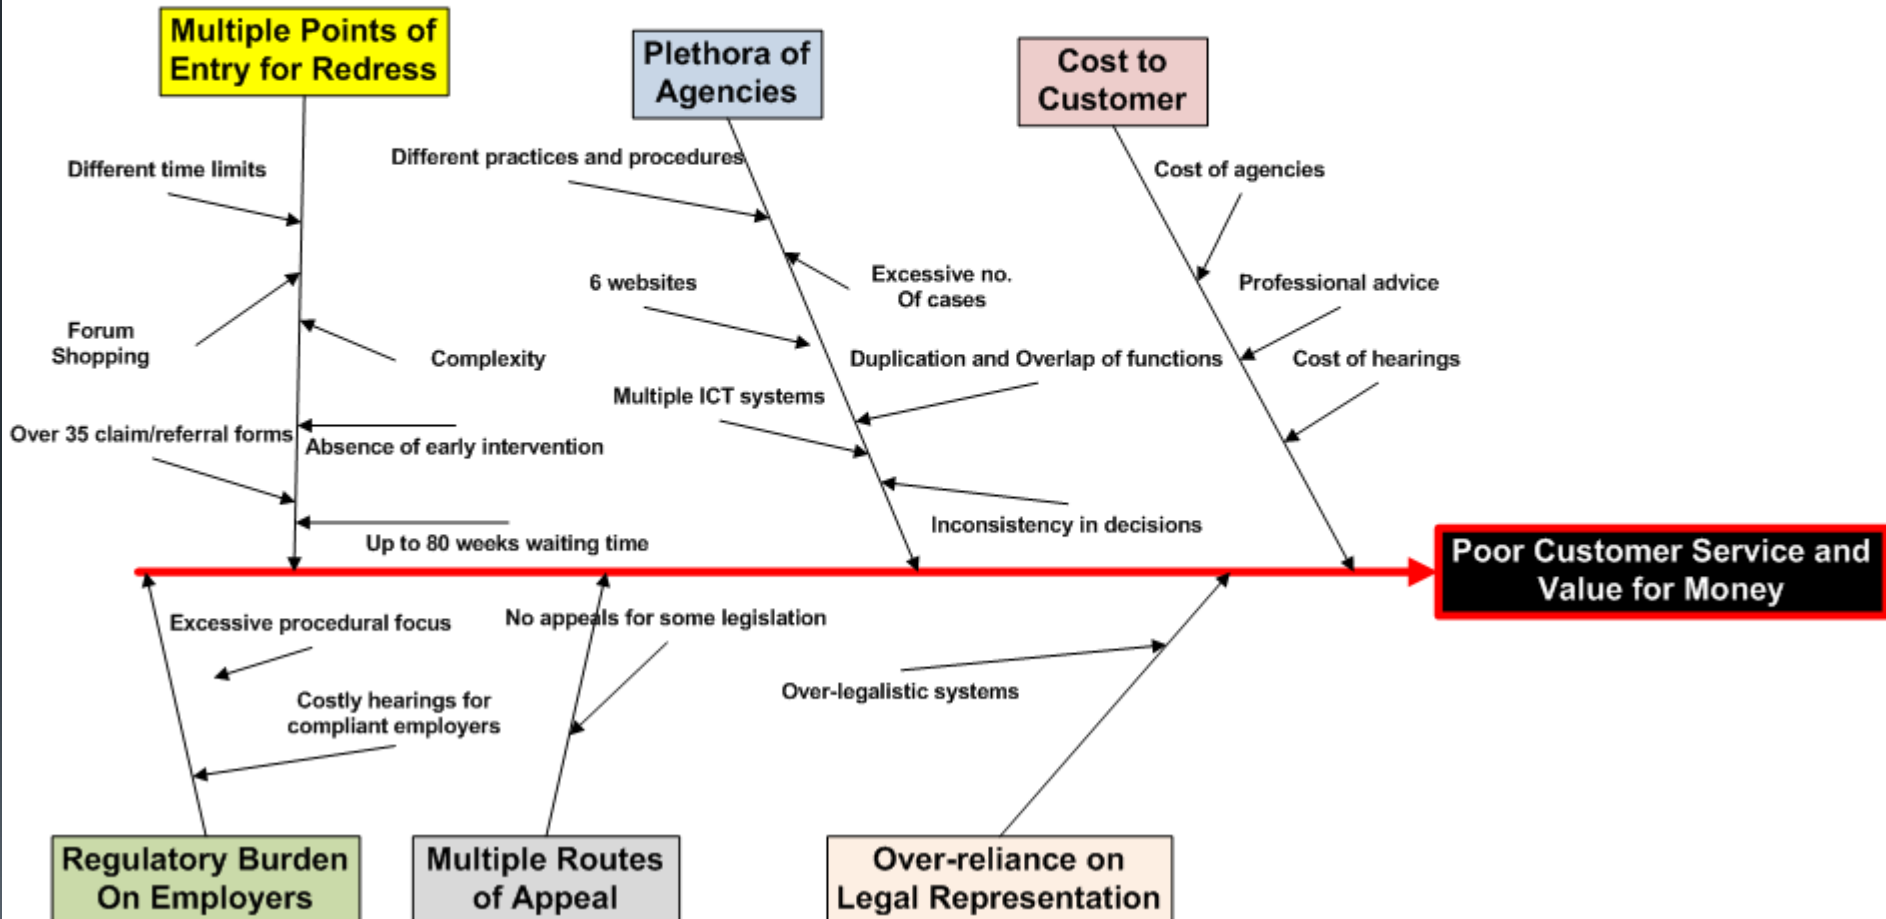 Multiple Points of
Entry for Redress
Plethora of
Agencies
Cost to
Customer
Different time limits
Different practices and procedures
Cost of agencies
Forum
Shopping
Complexity
6 websites
Excessive no.
Of cases
Professional advice
Over 35 claim/referral forms
Absence of early intervention
Multiple ICT systems
Duplication and Overlap of functions
Cost of hearings
Up to 80 weeks waiting time
Inconsistency in decisions
Poor Customer Service and
Value for Money
Excessive procedural focus
No appeals for some legislation
Costly hearings for
compliant employers
Over-legalistic systems
Regulatory Burden
On Employers
Multiple Routes
of Appeal
Over-reliance on
Legal Representation